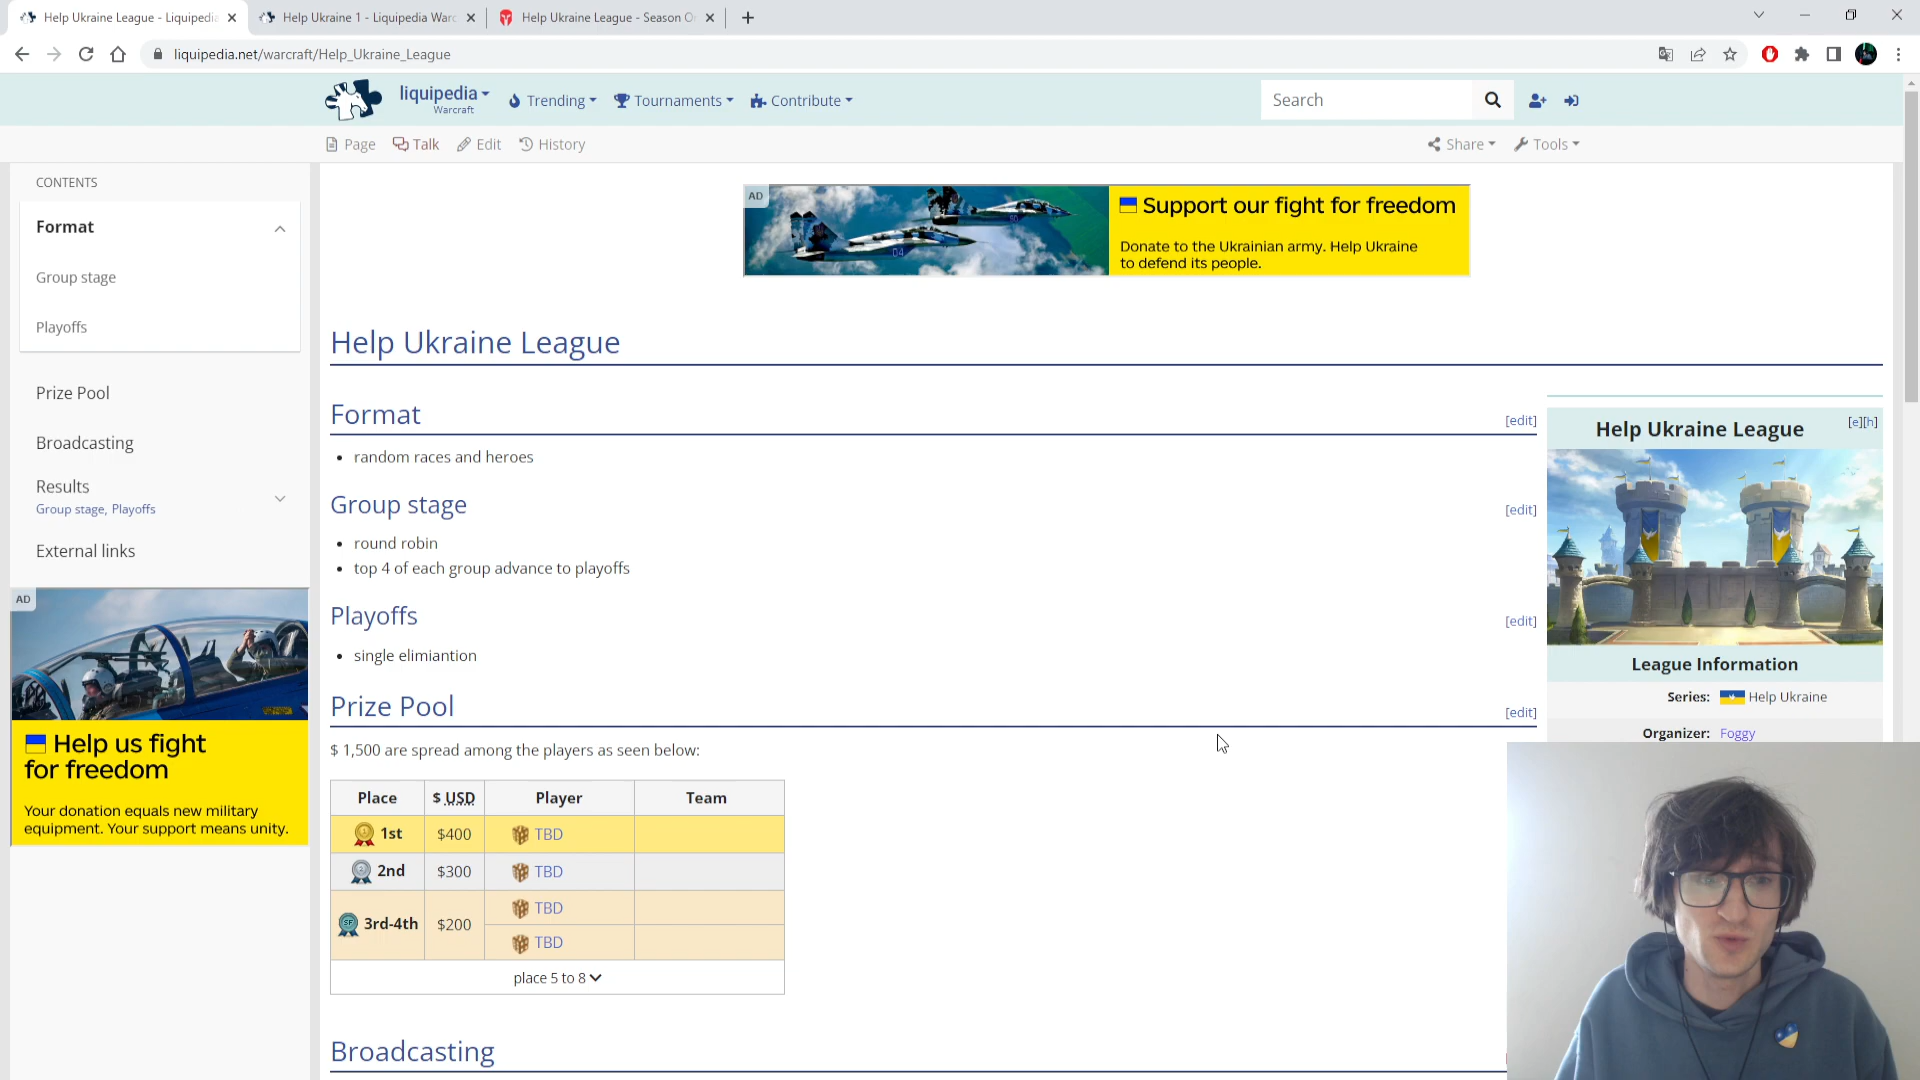 Help Ukraine League - Liquipedia
Help Ukraine 1 - Liquipedia Warc
Help Ukraine League - Season O
liquipedia.net/warcraft/Help_Ukraine_League
liquipedia
Warcraft
Trending
Tournaments
Contribute
Search
Page
Talk
Edit
History
Share
Tools
CONTENTS
Format
Group stage
Playoffs
Prize Pool
Broadcasting
Results
Group stage, Playoffs
External links
AD
Help us fight
for freedom
Your donation equals new military
equipment. Your support means unity.
AD
Support our fight for freedom
Donate to the Ukrainian army. Help Ukraine
to defend its people.
Help Ukraine League
Format
[edit]
random races and heroes
Group stage
[edit]
round robin
top 4 of each group advance to playoffs
Playoffs
[edit]
single elimiantion
Prize Pool
[edit]
$ 1,500 are spread among the players as seen below:
Place $ USD Player Team
1st $400 TBD
2nd $300 TBD
3rd-4th $200 TBD
TBD
place 5 to 8
Broadcasting
Help Ukraine League
[e][h]
League Information
Series: Help Ukraine
Organizer: Foggy